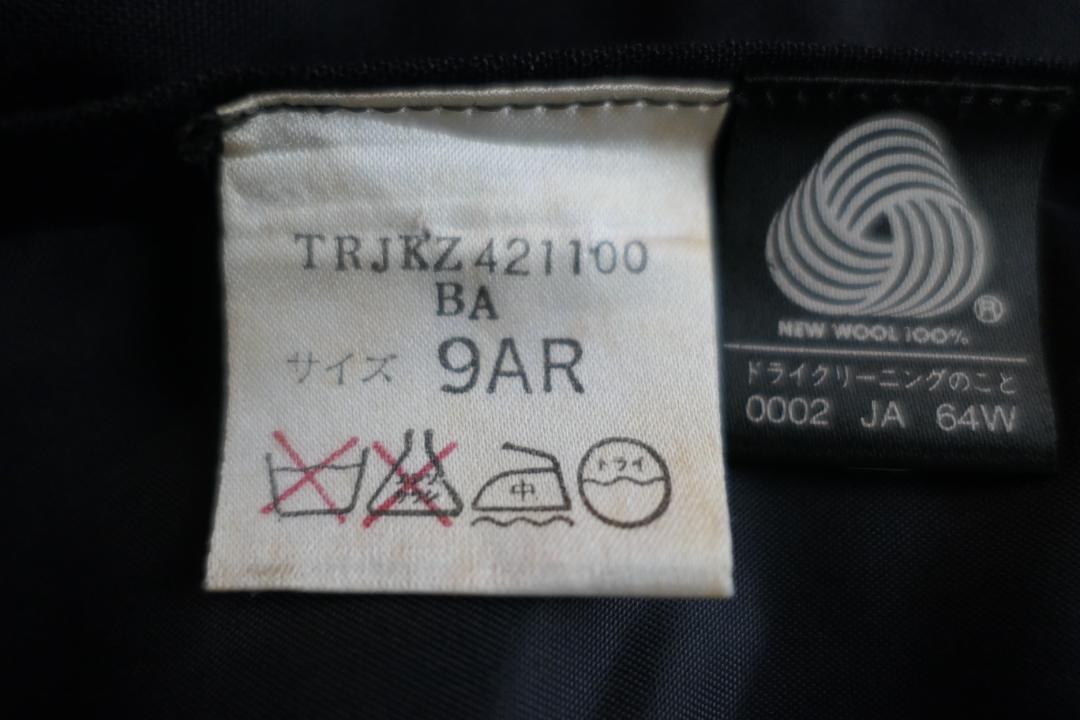 TRJKZ421100
BA
サイズ 9AR
中
ドライ
®
NEW WOOL 100%
ドライクリーニングのこと
0002 JA 64W